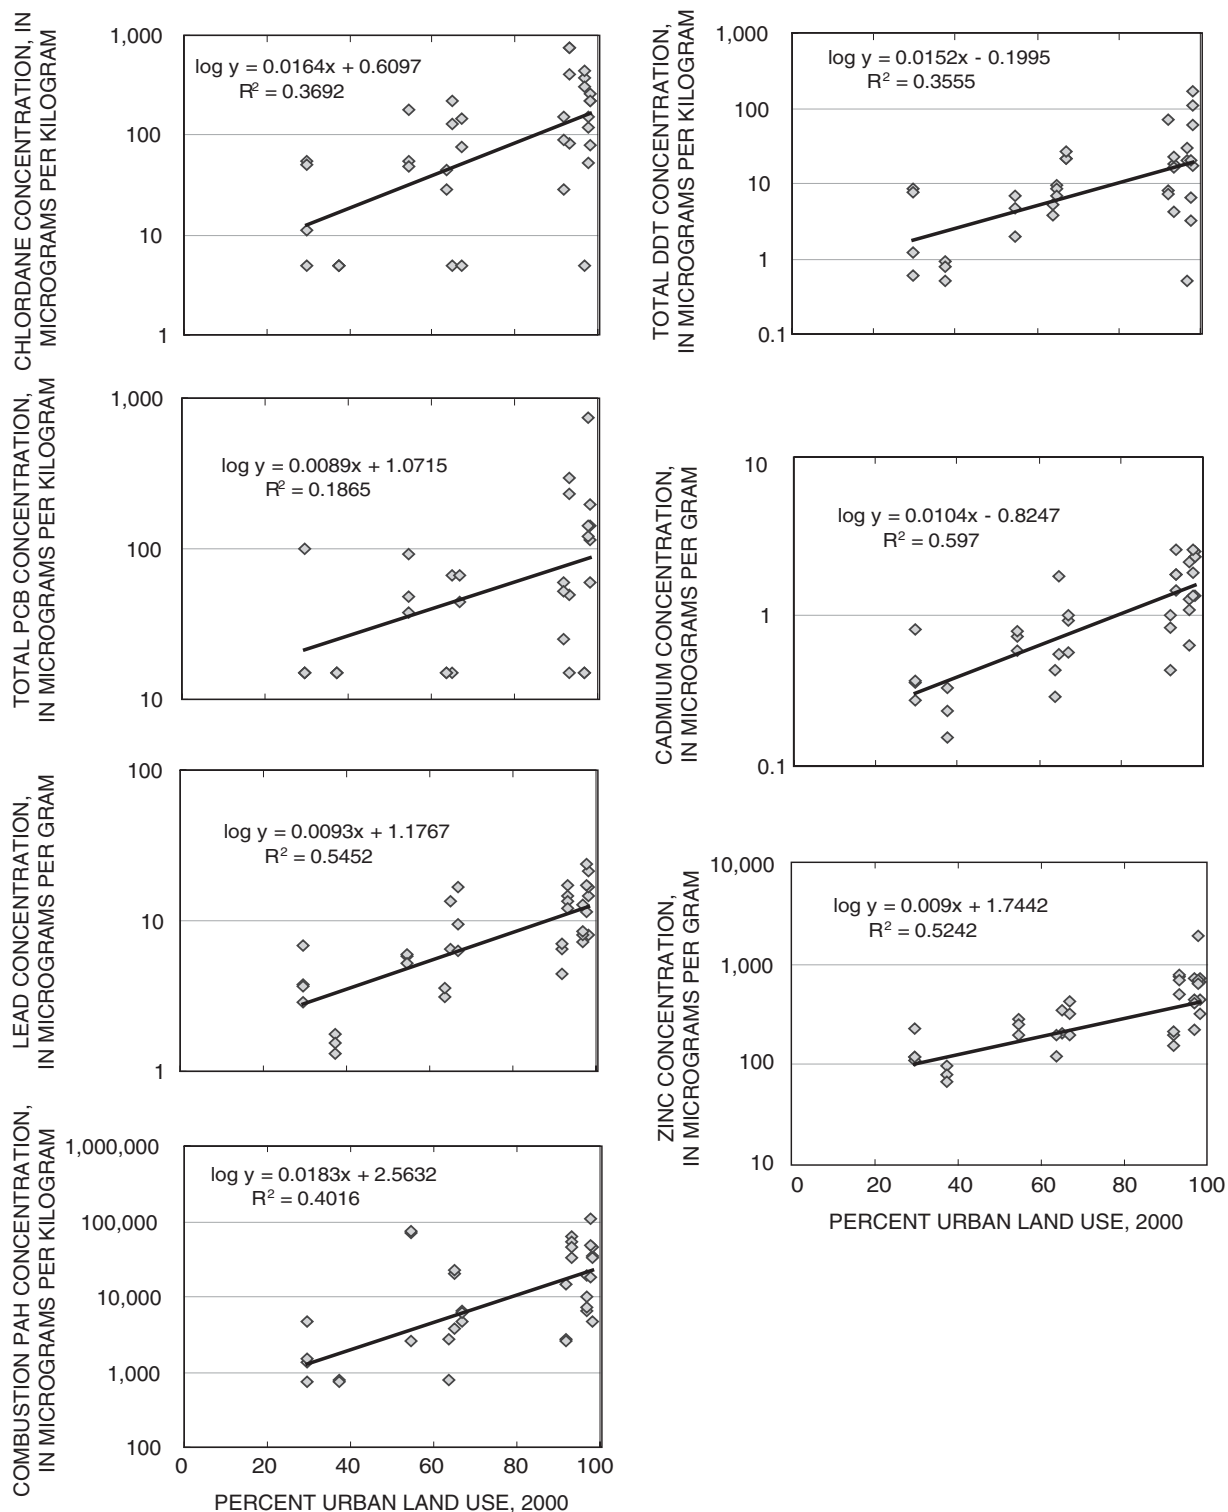 CHLORDANE CONCENTRATION, IN
MICROGRAMS PER KILOGRAM
1,000
100
10
1
log y = 0.0164x + 0.6097
R² = 0.3692
TOTAL DDT CONCENTRATION,
IN MICROGRAMS PER KILOGRAM
1,000
100
10
1
0.1
log y = 0.0152x - 0.1995
R² = 0.3555
TOTAL PCB CONCENTRATION,
IN MICROGRAMS PER KILOGRAM
1,000
100
10
log y = 0.0089x + 1.0715
R² = 0.1865
CADMIUM CONCENTRATION,
IN MICROGRAMS PER GRAM
10
1
0.1
log y = 0.0104x - 0.8247
R² = 0.597
LEAD CONCENTRATION,
IN MICROGRAMS PER GRAM
100
10
1
log y = 0.0093x + 1.1767
R² = 0.5452
ZINC CONCENTRATION,
IN MICROGRAMS PER GRAM
10,000
1,000
100
10
log y = 0.009x + 1.7442
R² = 0.5242
0 20 40 60 80 100
PERCENT URBAN LAND USE, 2000
COMBUSTION PAH CONCENTRATION,
IN MICROGRAMS PER KILOGRAM
1,000,000
100,000
10,000
1,000
100
log y = 0.0183x + 2.5632
R² = 0.4016
0 20 40 60 80 100
PERCENT URBAN LAND USE, 2000